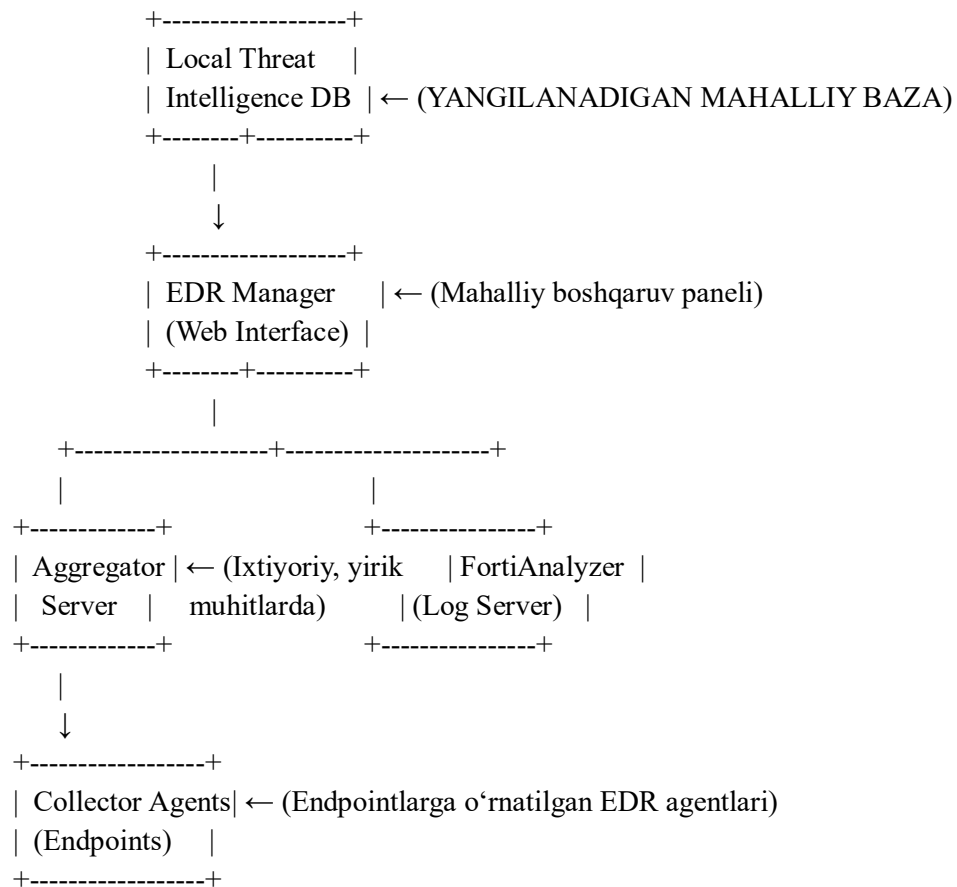 +-------------------+
| Local Threat |
| Intelligence DB | ← (YANGILANADIGAN MAHALLIY BAZA)
+--------+----------+
|
↓
+-------------------+
| EDR Manager | ← (Mahalliy boshqaruv paneli)
| (Web Interface) |
+--------+----------+
|
+--------------------+---------------------+
| |
+-------------+ +----------------+
| Aggregator | ← (Ixtiyoriy, yirik | FortiAnalyzer |
| Server | muhitlarda) | (Log Server) |
+-------------+ +----------------+
|
↓
+------------------+
| Collector Agents| ← (Endpointlarga o‘rnatilgan EDR agentlari)
| (Endpoints) |
+------------------+